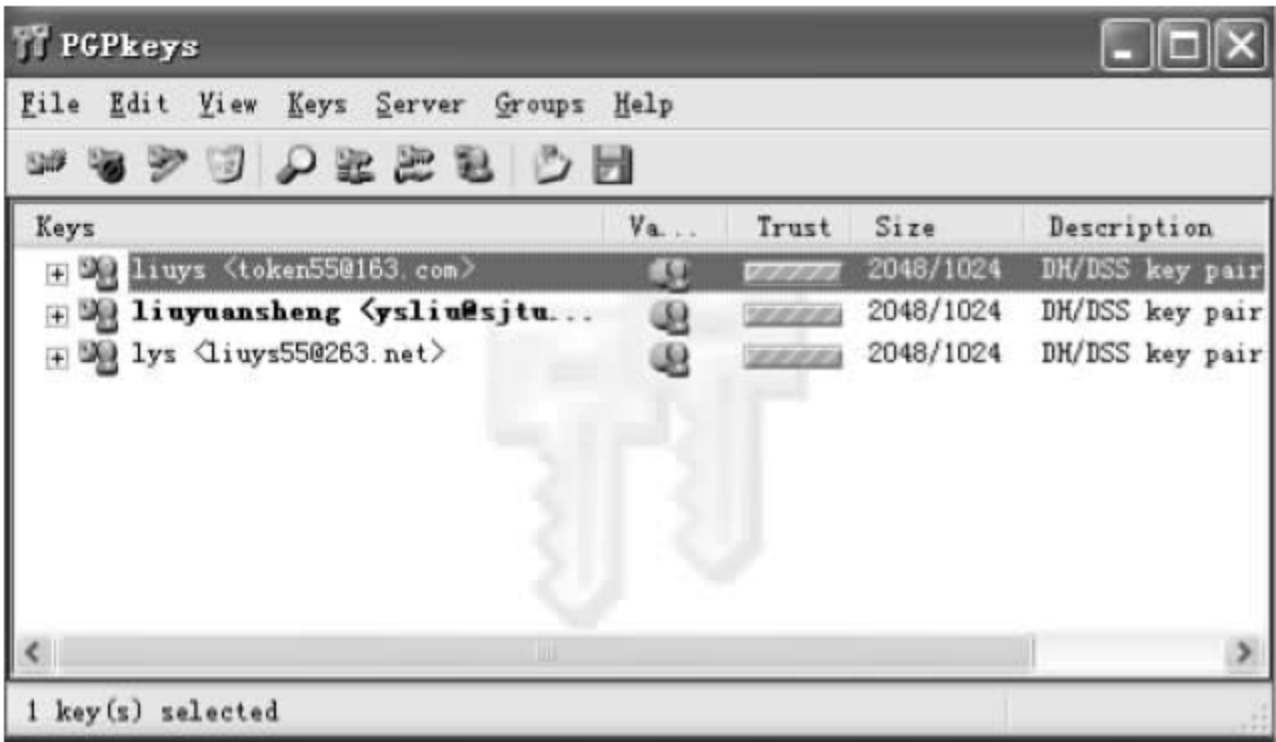 PGPkeys
File Edit View Keys Server Groups Help
Keys Va... Trust Size Description
liuys <token55@163.com> 2048/1024 DH/DSS key pair
liuyuansheng <ysliu@sjtu... 2048/1024 DH/DSS key pair
lys <liuys55@263.net> 2048/1024 DH/DSS key pair
1 key(s) selected